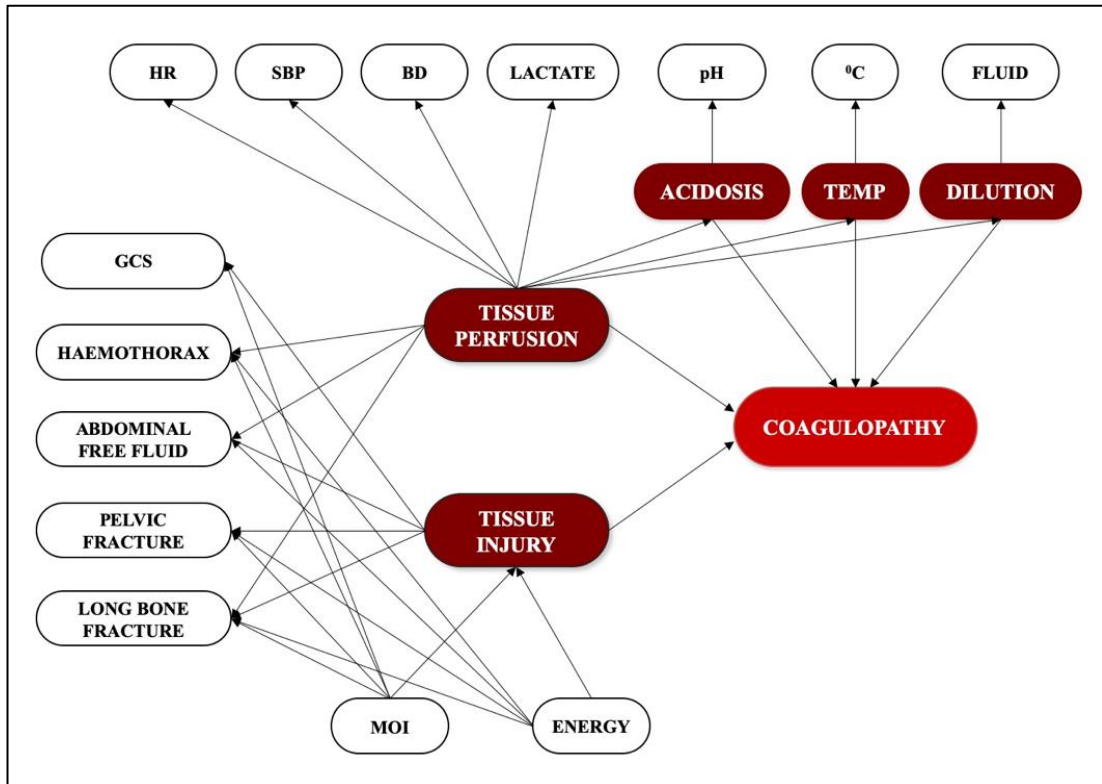 HR
SBP
BD
LACTATE
pH
⁰C
FLUID
ACIDOSIS
TEMP
DILUTION
GCS
TISSUE
PERFUSION
HAEMOTHORAX
ABDOMINAL
FREE FLUID
COAGULOPATHY
PELVIC
FRACTURE
TISSUE
INJURY
LONG BONE
FRACTURE
MOI
ENERGY